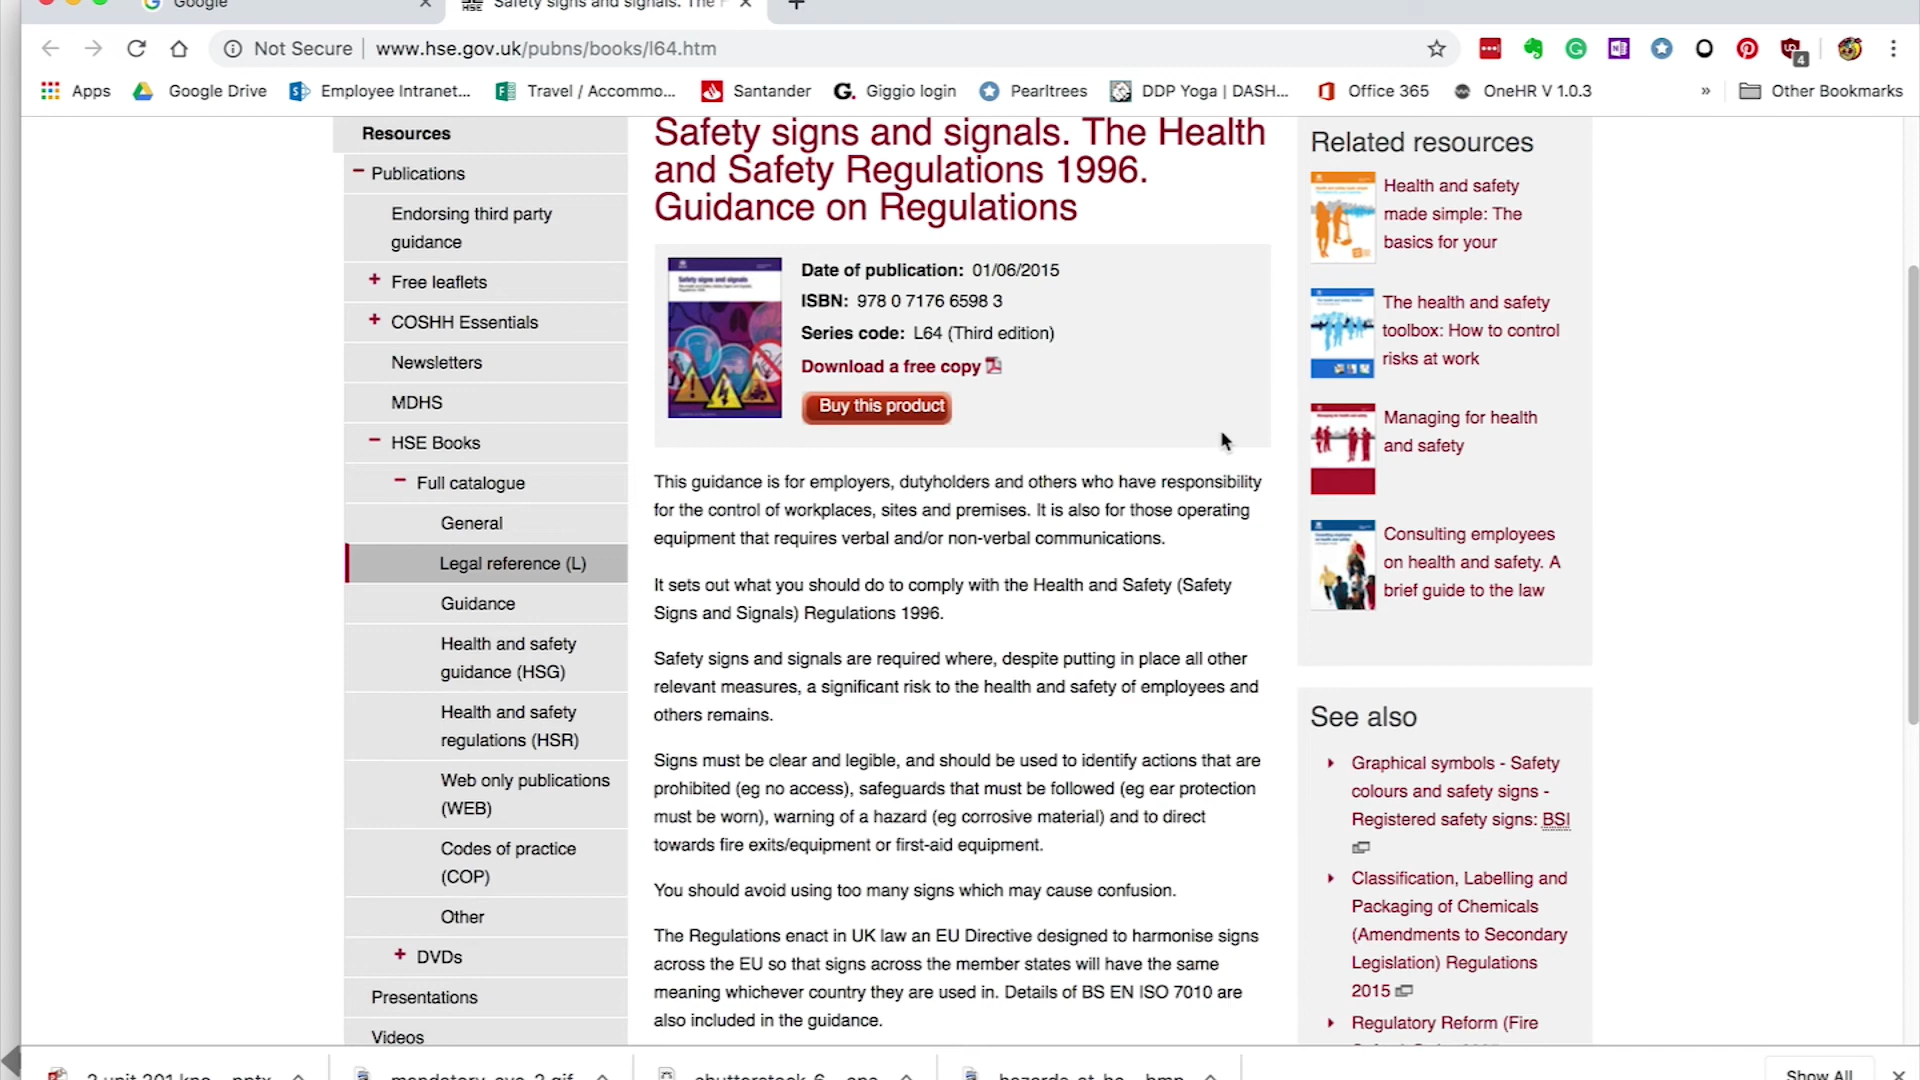 Google
Safety signs and signals. The
Not Secure
www.hse.gov.uk/pubns/books/l64.htm
4
Apps
Google Drive
Employee Intranet...
Travel / Accommo...
Santander
Giggio login
Pearltrees
DDP Yoga | DASH...
Office 365
OneHR V 1.0.3
»
Other Bookmarks
Resources
Publications
Endorsing third party
guidance
Free leaflets
COSHH Essentials
Newsletters
MDHS
HSE Books
Full catalogue
General
Legal reference (L)
Guidance
Health and safety
guidance (HSG)
Health and safety
regulations (HSR)
Web only publications
(WEB)
Codes of practice
(COP)
Other
DVDs
Presentations
Videos
Safety signs and signals. The Health
and Safety Regulations 1996.
Guidance on Regulations
Safety signs and signals
Date of publication: 01/06/2015
ISBN: 978 0 7176 6598 3
Series code: L64 (Third edition)
Download a free copy
Buy this product
This guidance is for employers, dutyholders and others who have responsibility
for the control of workplaces, sites and premises. It is also for those operating
equipment that requires verbal and/or non-verbal communications.
It sets out what you should do to comply with the Health and Safety (Safety
Signs and Signals) Regulations 1996.
Safety signs and signals are required where, despite putting in place all other
relevant measures, a significant risk to the health and safety of employees and
others remains.
Signs must be clear and legible, and should be used to identify actions that are
prohibited (eg no access), safeguards that must be followed (eg ear protection
must be worn), warning of a hazard (eg corrosive material) and to direct
towards fire exits/equipment or first-aid equipment.
You should avoid using too many signs which may cause confusion.
The Regulations enact in UK law an EU Directive designed to harmonise signs
across the EU so that signs across the member states will have the same
meaning whichever country they are used in. Details of BS EN ISO 7010 are
also included in the guidance.
Related resources
Health and safety
made simple: The
basics for your
The health and safety
toolbox: How to control
risks at work
Managing for health
and safety
Consulting employees
on health and safety. A
brief guide to the law
See also
Graphical symbols - Safety
colours and safety signs -
Registered safety signs: BSI
Classification, Labelling and
Packaging of Chemicals
(Amendments to Secondary
Legislation) Regulations
2015
Regulatory Reform (Fire
Show All